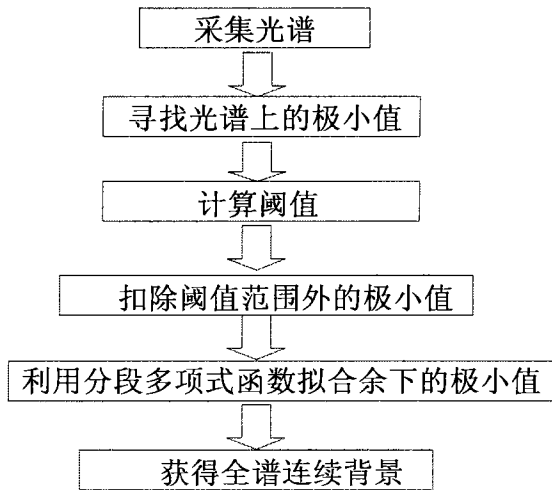 采集光谱
寻找光谱上的极小值
计算阈值
扣除阈值范围外的极小值
利用分段多项式函数拟合余下的极小值
获得全谱连续背景